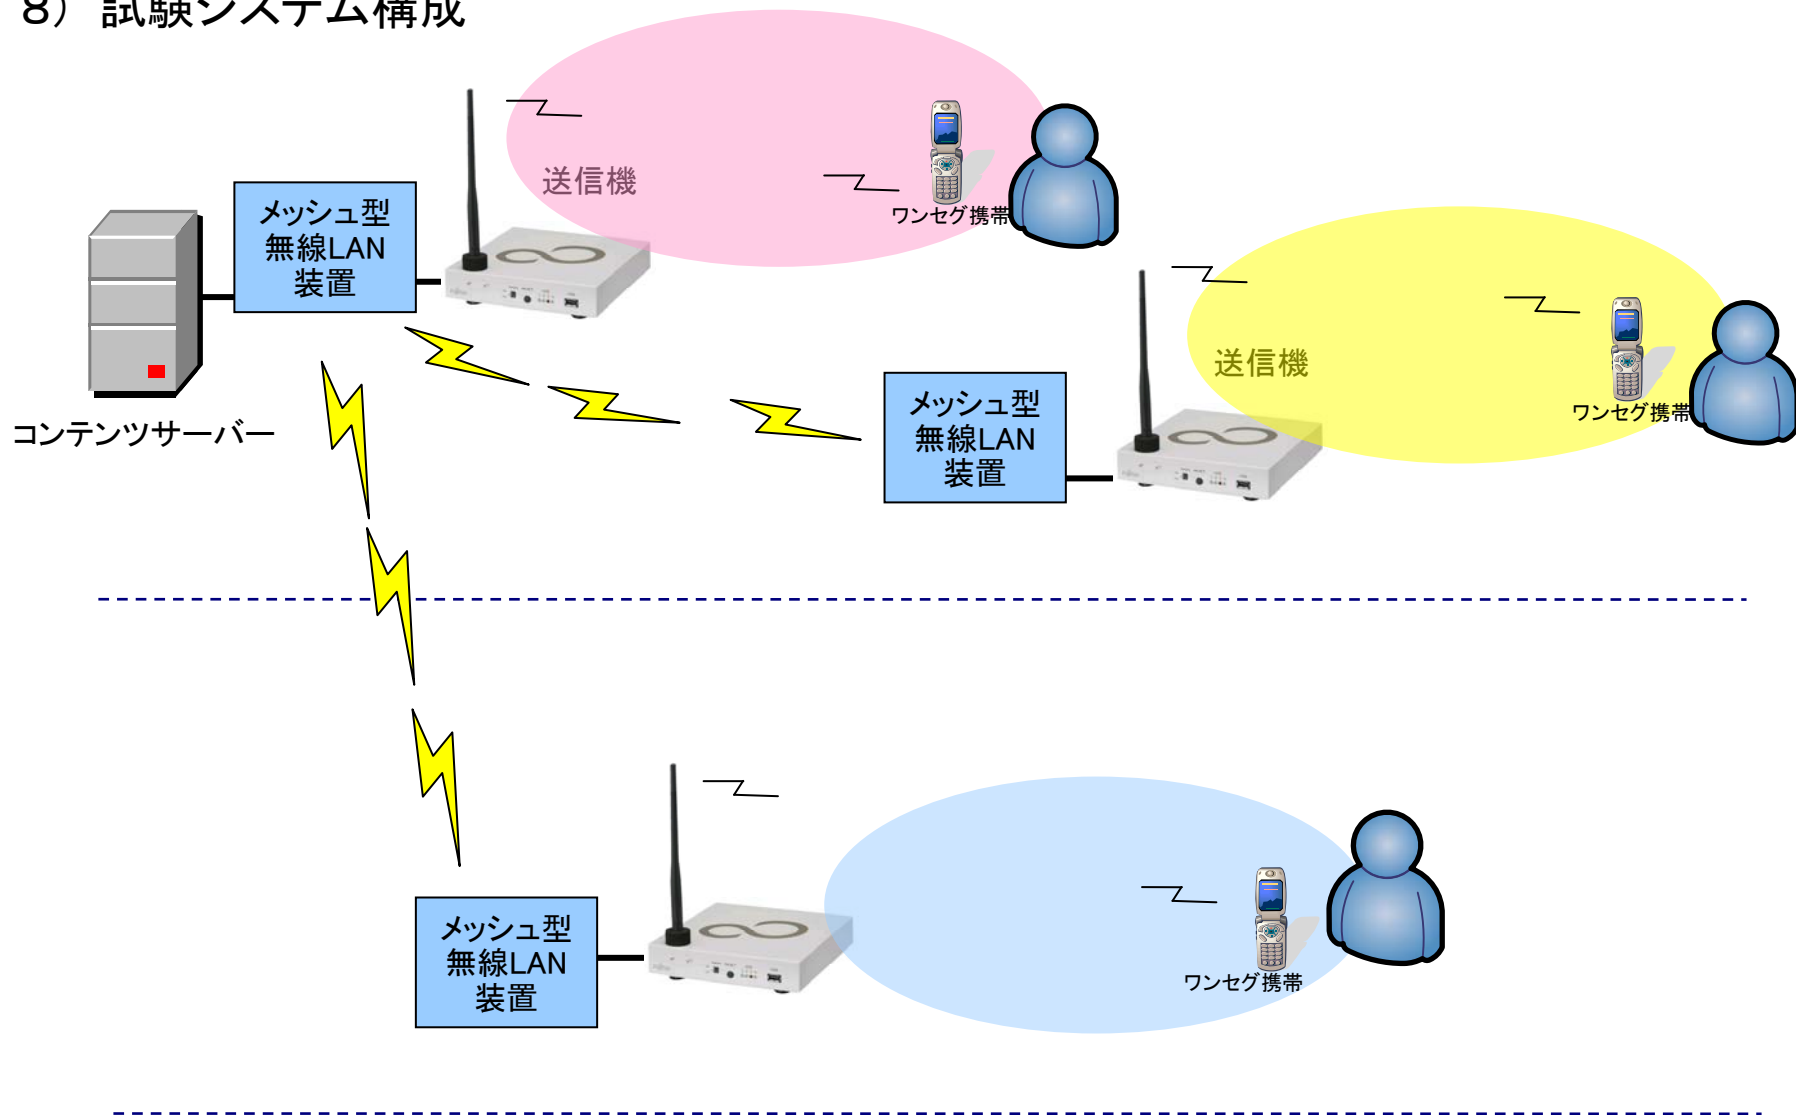 8） 試験システム構成
送信機
ワンセグ携帯
メッシュ型
無線LAN
装置
コンテンツサーバー
送信機
ワンセグ携帯
メッシュ型
無線LAN
装置
メッシュ型
無線LAN
装置
ワンセグ携帯